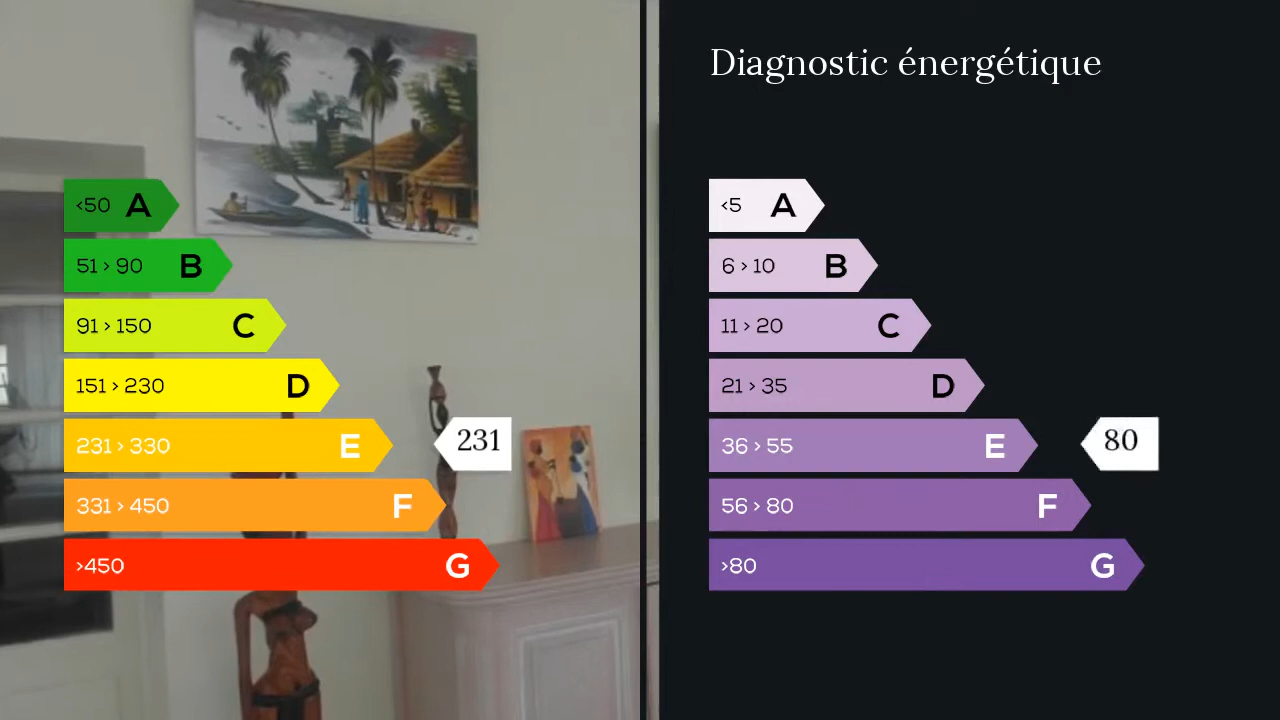 Diagnostic énergétique
<50 A
51 > 90 B
91 > 150 C
151 > 230 D
231 > 330 E
231
331 > 450 F
>450 G
<5 A
6 > 10 B
11 > 20 C
21 > 35 D
36 > 55 E
80
56 > 80 F
>80 G